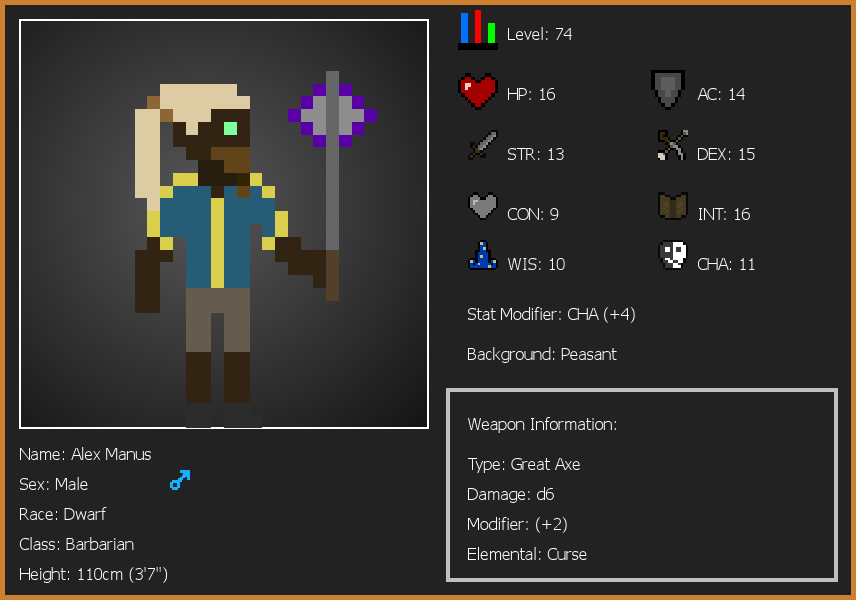 Level: 74
HP: 16
AC: 14
STR: 13
DEX: 15
CON: 9
INT: 16
WIS: 10
CHA: 11
Stat Modifier: CHA (+4)
Background: Peasant
Weapon Information:
Type: Great Axe
Damage: d6
Modifier: (+2)
Elemental: Curse
Name: Alex Manus
Sex: Male
Race: Dwarf
Class: Barbarian
Height: 110cm (3'7")